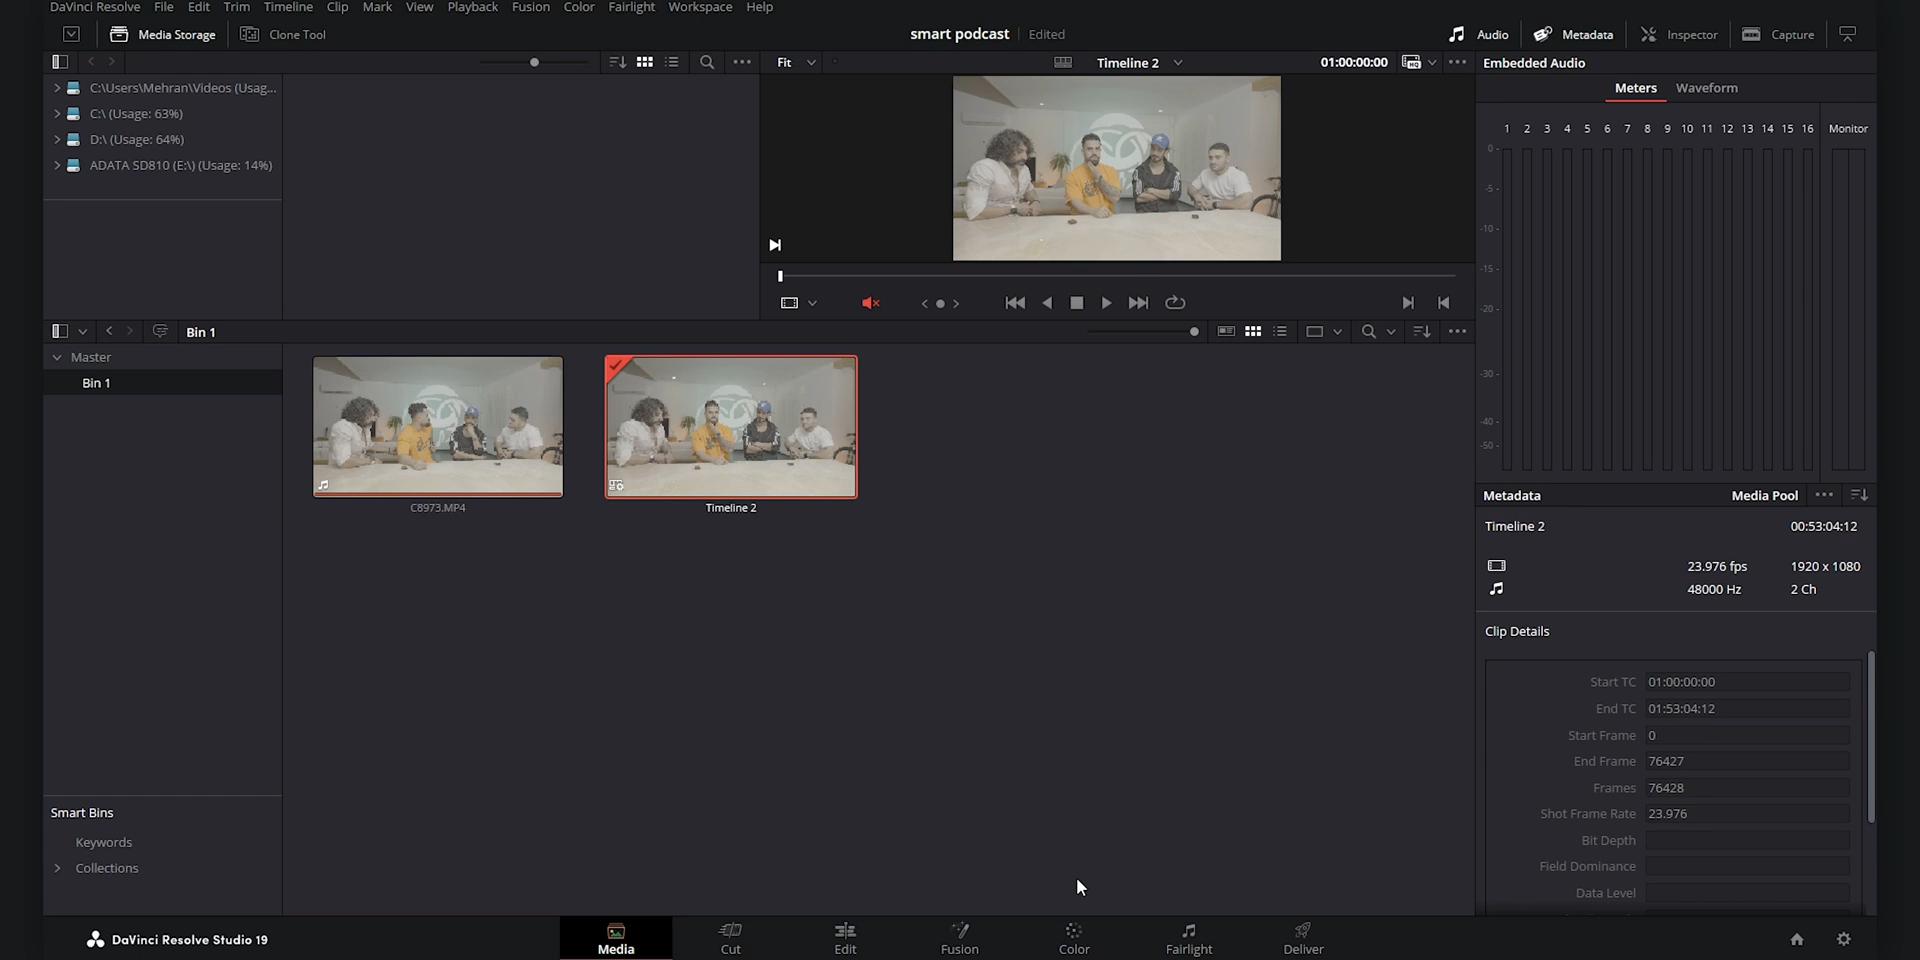 DaVinci Resolve File Edit Trim Timeline Clip Mark View Playback Fusion Color Fairlight Workspace Help
Media Storage Clone Tool smart podcast Edited Audio Metadata Inspector Capture
Fit Timeline 2 01:00:00:00 Embedded Audio
C:\Users\Mehran\Videos (Usag...
C:\ (Usage: 63%)
D:\ (Usage: 64%)
ADATA SD810 (E:\) (Usage: 14%)
Meters Waveform
1 2 3 4 5 6 7 8 9 10 11 12 13 14 15 16 Monitor
0 -
-5 -
-10 -
-15 -
-20 -
-30 -
-40 -
-50 -
Bin 1
Master
Bin 1
C8973.MP4
Timeline 2
Smart Bins
Keywords
Collections
Metadata Media Pool
Timeline 2 00:53:04:12
23.976 fps 1920 x 1080
48000 Hz 2 Ch
Clip Details
Start TC 01:00:00:00
End TC 01:53:04:12
Start Frame 0
End Frame 76427
Frames 76428
Shot Frame Rate 23.976
Bit Depth
Field Dominance
Data Level
DaVinci Resolve Studio 19
Media Cut Edit Fusion Color Fairlight Deliver